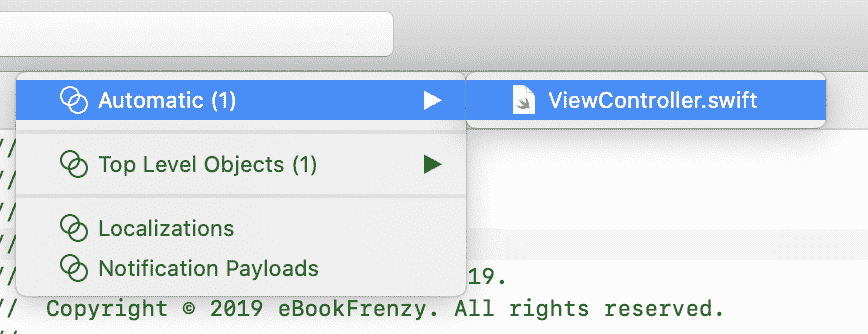 Automatic (1)
ViewController.swift
//
//
Top Level Objects (1)
//
Localizations
//
Notification Payloads
// 19.
// Copyright © 2019 eBookFrenzy. All rights reserved.
//